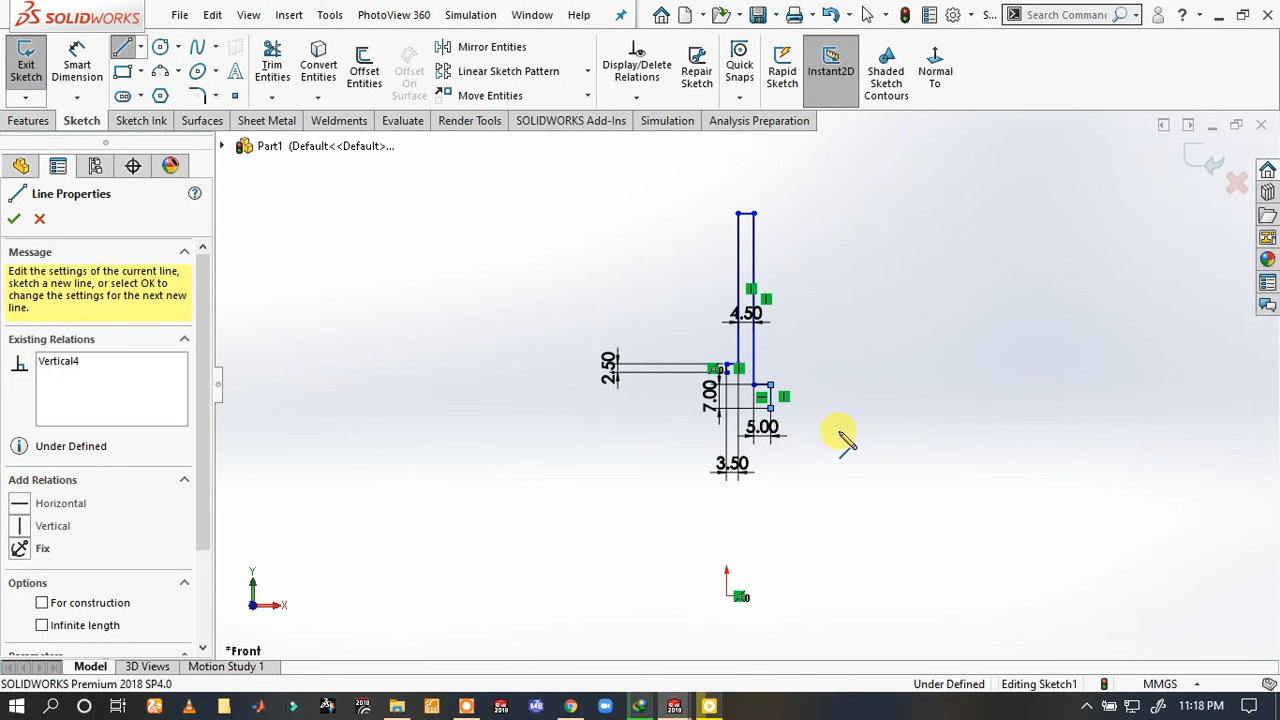 SOLIDWORKS File Edit View Insert Tools PhotoView 360 Simulation Window Help s... Search Comman
Exit Sketch Smart Dimension Trim Entities Convert Entities Offset Entities Offset On Surface Mirror Entities Linear Sketch Pattern Move Entities Display/Delete Relations Repair Sketch Quick Snaps Rapid Sketch Instant2D Shaded Sketch Contours Normal To
Features Sketch Sketch Ink Surfaces Sheet Metal Weldments Evaluate Render Tools SOLIDWORKS Add-Ins Simulation Analysis Preparation
Part1 (Default<<Default>...
Line Properties
Message
Edit the settings of the current line,
sketch a new line, or select OK to
change the settings for the next new
line.
Existing Relations
Vertical4
Under Defined
Add Relations
Horizontal
Vertical
Fix
Options
For construction
Infinite length
4.50
2.50
7.00
5.00
3.50
Y
X
*Front
Model 3D Views Motion Study 1
SOLIDWORKS Premium 2018 SP4.0 Under Defined Editing Sketch1 MMGS
11:18 PM